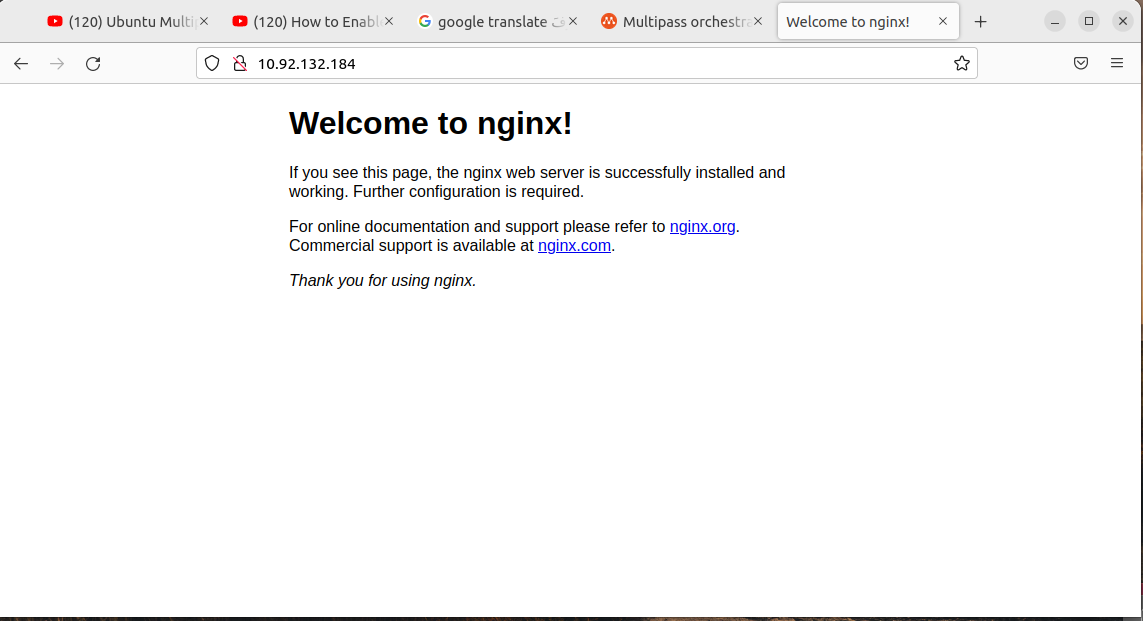 (120) Ubuntu Multip
(120) How to Enabl
google translate
Multipass orchestra
Welcome to nginx!
10.92.132.184
Welcome to nginx!
If you see this page, the nginx web server is successfully installed and
working. Further configuration is required.
For online documentation and support please refer to nginx.org.
Commercial support is available at nginx.com.
Thank you for using nginx.